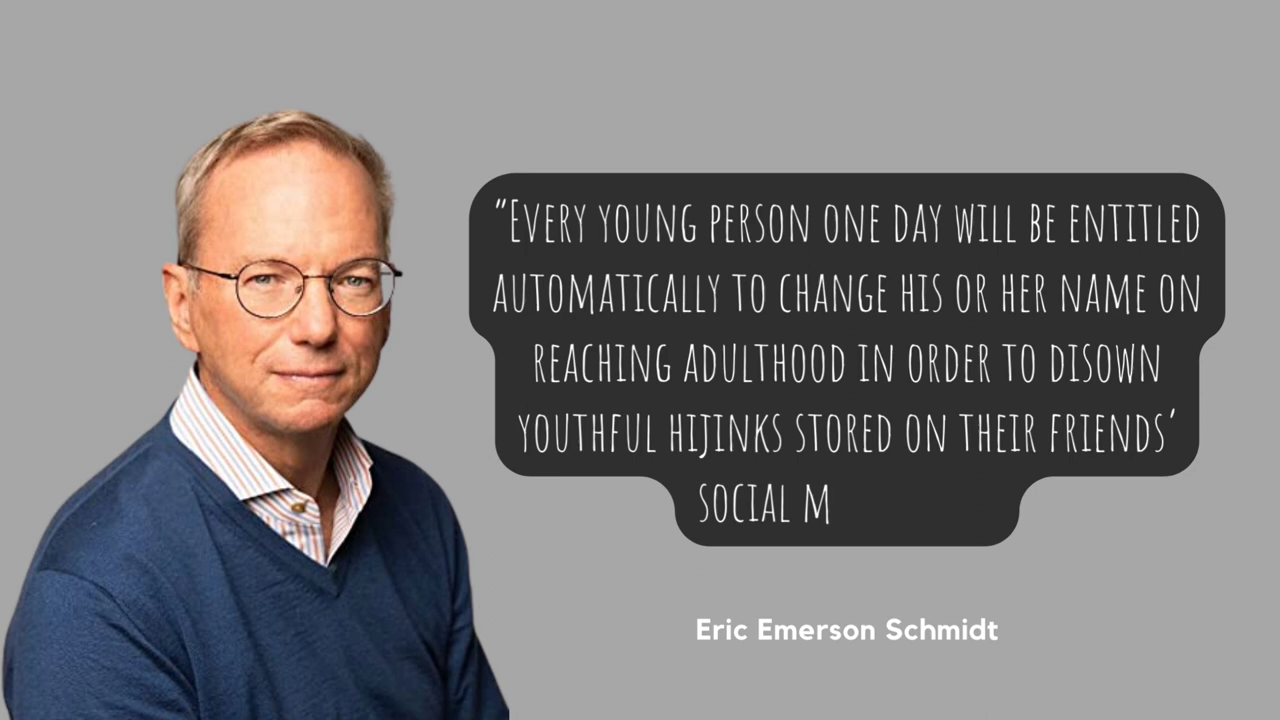 “Every young person one day will be entitled
automatically to change his or her name on
reaching adulthood in order to disown
youthful hijinks stored on their friends’
social m
Eric Emerson Schmidt